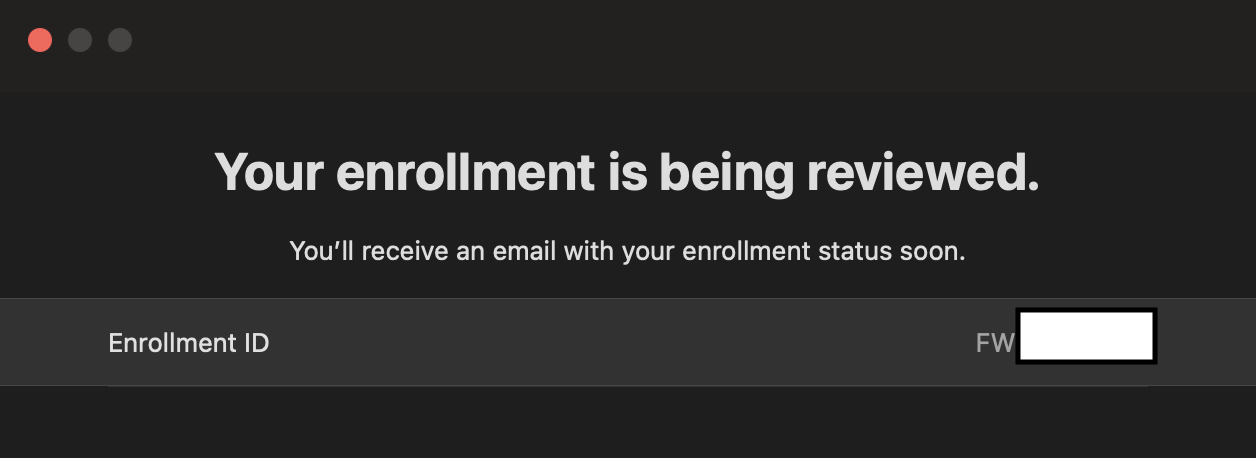 Your enrollment is being reviewed.
You’ll receive an email with your enrollment status soon.
Enrollment ID
FW